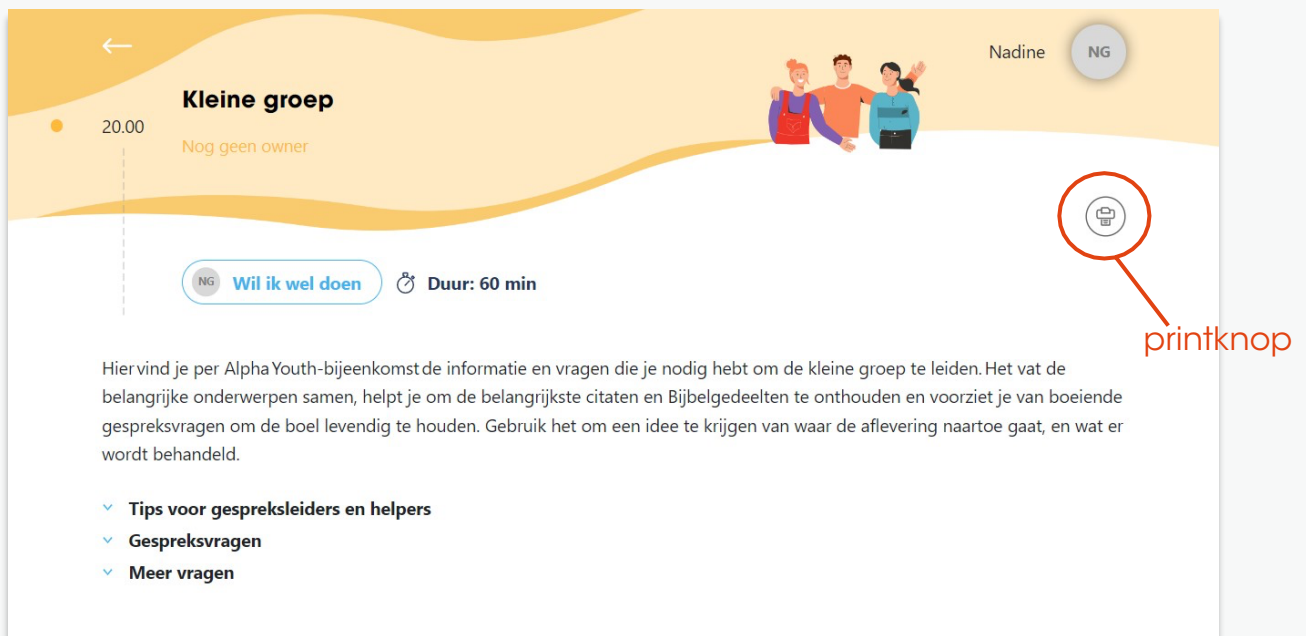 Nadine
NG
Kleine groep
20.00
Nog geen owner
NG
Wil ik wel doen
Duur: 60 min
printknop
Hier vind je per Alpha Youth-bijeenkomst de informatie en vragen die je nodig hebt om de kleine groep te leiden. Het vat de
belangrijke onderwerpen samen, helpt je om de belangrijkste citaten en Bijbelgedeelten te onthouden en voorziet je van boeiende
gespreksvragen om de boel levendig te houden. Gebruik het om een idee te krijgen van waar de aflevering naartoe gaat, en wat er
wordt behandeld.
Tips voor gespreksleiders en helpers
Gespreksvragen
Meer vragen